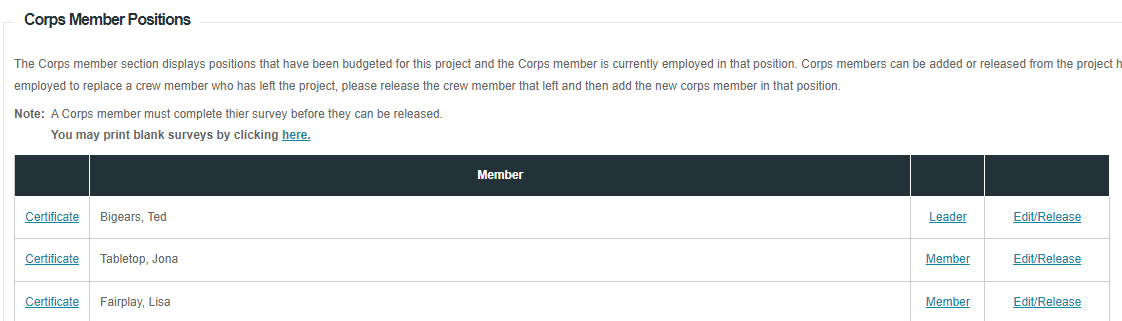 Corps Member Positions
The Corps member section displays positions that have been budgeted for this project and the Corps member is currently employed in that position. Corps members can be added or released from the project h
employed to replace a crew member who has left the project, please release the crew member that left and then add the new corps member in that position.
Note: A Corps member must complete thier survey before they can be released.
You may print blank surveys by clicking here.
Member
Certificate Bigears, Ted Leader Edit/Release
Certificate Tabletop, Jona Member Edit/Release
Certificate Fairplay, Lisa Member Edit/Release